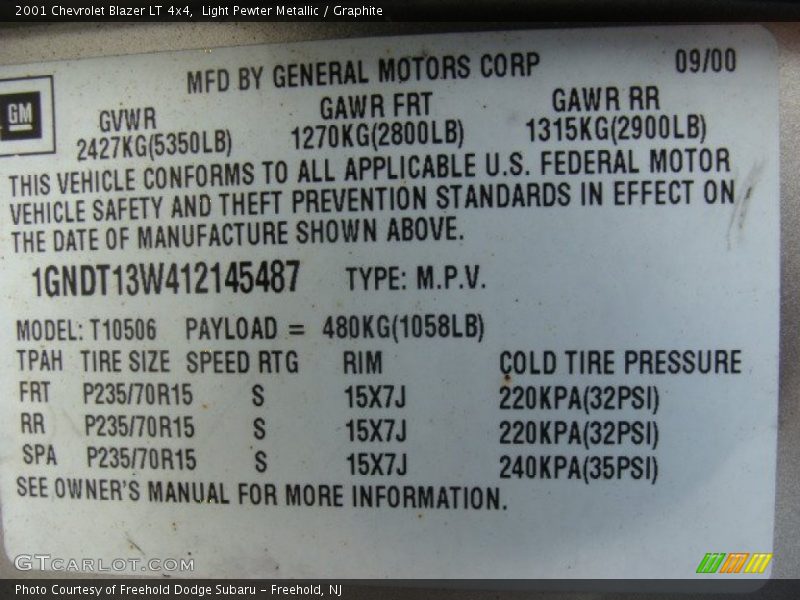 2001 Chevrolet Blazer LT 4x4,  Light Pewter Metallic / Graphite
MFD BY GENERAL MOTORS CORP 09/00
GM
GVWR GAWR FRT GAWR RR
2427KG(5350LB) 1270KG(2800LB) 1315KG(2900LB)
THIS VEHICLE CONFORMS TO ALL APPLICABLE U.S. FEDERAL MOTOR
VEHICLE SAFETY AND THEFT PREVENTION STANDARDS IN EFFECT ON
THE DATE OF MANUFACTURE SHOWN ABOVE.
1GNDT13W412145487 TYPE: M.P.V.
MODEL: T10506 PAYLOAD = 480KG(1058LB)
TPAH TIRE SIZE SPEED RTG RIM COLD TIRE PRESSURE
FRT P235/70R15 S 15X7J 220KPA(32PSI)
RR P235/70R15 S 15X7J 220KPA(32PSI)
SPA P235/70R15 S 15X7J 240KPA(35PSI)
SEE OWNER'S MANUAL FOR MORE INFORMATION.
GTCARLOT.COM
Photo Courtesy of Freehold Dodge Subaru - Freehold, NJ